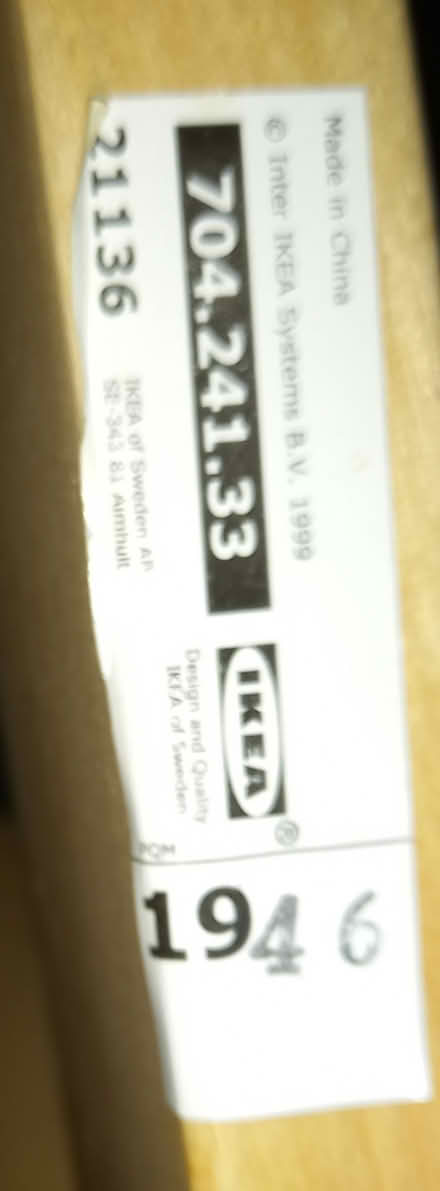 Made in China
© Inter IKEA Systems B.V. 1999
704.241.33
21136
IKEA of Sweden AB
SE-343 81 Älmhult
IKEA®
Design and Quality
IKEA of Sweden
PQM
1946